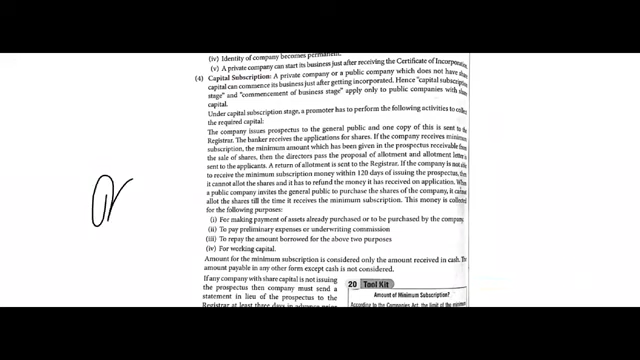 (iv) Identity of company becomes permanent.
(v) A private company can start its business just after receiving the Certificate of Incorporation.
(4) Capital Subscription: A private company or a public company which does not have share
capital can commence its business just after getting incorporated. Hence "capital subscription
stage" and "commencement of business stage" apply only to public companies with share
capital.
Under capital subscription stage, a promoter has to perform the following activities to collect
the required capital:
The company issues prospectus to the general public and one copy of this is sent to the
Registrar. The banker receives the applications for shares. If the company receives the minimum
subscription, the minimum amount which has been given in the prospectus receivable from
the sale of shares, then the directors pass the proposal of allotment and allotment letter is
sent to the applicants. A return of allotment is sent to the Registrar. If the company is not able
to receive the minimum subscription money within 120 days of issuing the prospectus, then
it cannot allot the shares and it has to refund the money it has received on application. When
a public company invites the general public to purchase the shares of the company, it cannot
allot the shares till the time it receives the minimum subscription. This money is collected
for the following purposes:
(i) For making payment of assets already purchased or to be purchased by the company
(ii) To pay preliminary expenses or underwriting commission
(iii) To repay the amount borrowed for the above two purposes
(iv) For working capital.
Amount for the minimum subscription is considered only the amount received in cash. The
amount payable in any other form except cash is not considered.
If any company with share capital is not issuing
the prospectus then company must send a
statement in lieu of the prospectus to the
Registrar at least three days in advance prior
20 Tool Kit
Amount of Minimum Subscription?
According to the Companies Act, the limit of the minimum